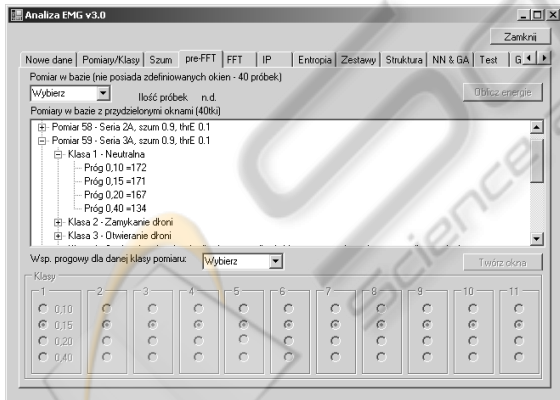 Analiza EMG v3.0
Zamknij
Nowe dane Pomiary/Klasy Szum pre-FFT FFT IP Entropia Zestawy Struktura NN & GA Test G
Pomiar w bazie (nie posiada zdefiniowanych okien - 40 próbek)
Wybierz Ilość próbek n.d. Oblicz energie
Pomiary w bazie z przydzielonymi oknami (40tki)
Pomiar 58 - Seria 2A, szum 0.9, thrE 0.1
Pomiar 59 - Seria 3A, szum 0.9, thrE 0.1
Klasa 1 - Neutralna
Próg 0,10 =172
Próg 0,15 =171
Próg 0,20 =167
Próg 0,40 =134
Klasa 2 - Zamykanie dłoni
Klasa 3 - Otwieranie dłoni
Wsp. progowy dla danej klasy pomiaru: Wybierz Twórz okna
Klasy
1 2 3 4 5 6 7 8 9 10 11
0,10
0,15
0,20
0,40